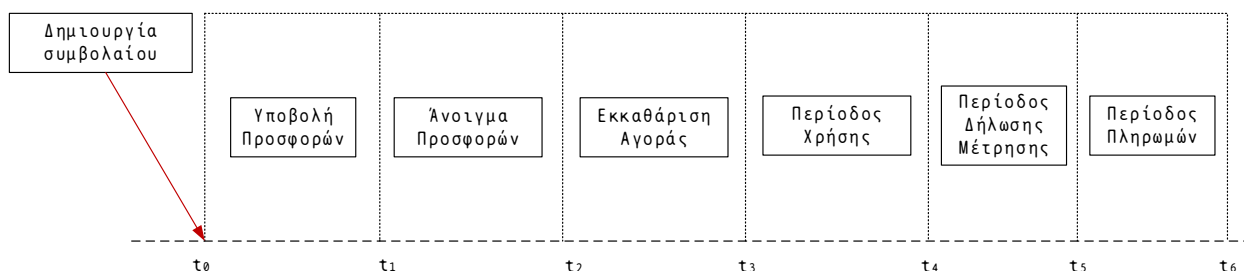 Δημιουργία
συμβολαίου
Υποβολή
Προσφορών
Άνοιγμα
Προσφορών
Εκκαθάριση
Αγοράς
Περίοδος
Χρήσης
Περίοδος
Δήλωσης
Μέτρησης
Περίοδος
Πληρωμών
t₀ t₁ t₂ t₃ t₄ t₅ t₆